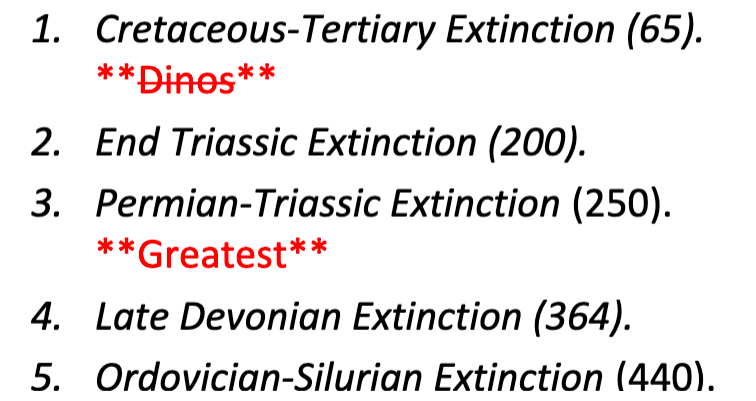 1. Cretaceous-Tertiary Extinction (65).
**Dinos**
2. End Triassic Extinction (200).
3. Permian-Triassic Extinction (250).
**Greatest**
4. Late Devonian Extinction (364).
5. Ordovician-Silurian Extinction (440).